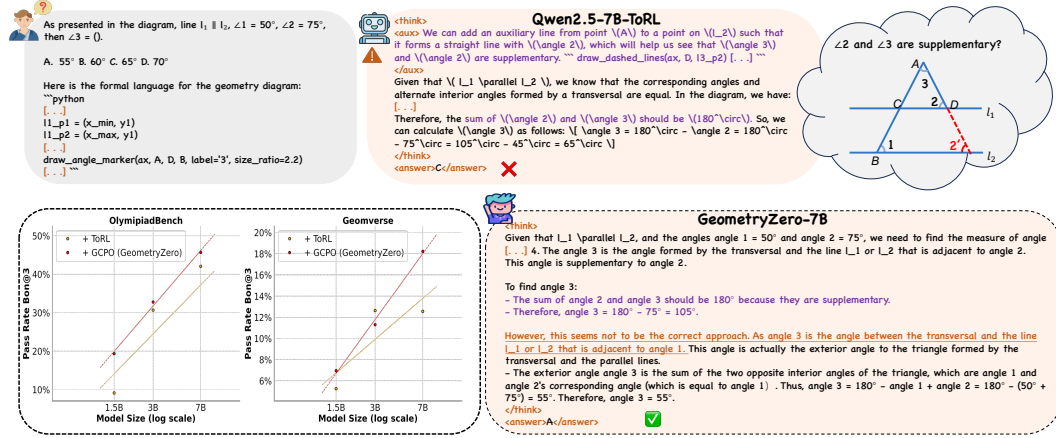 ?
As presented in the diagram, line l₁ ∥ l₂, ∠1 = 50°, ∠2 = 75°,
then ∠3 = ().
A. 55° B. 60° C. 65° D. 70°
Here is the formal language for the geometry diagram:
```python
[. . .]
l1_p1 = (x_min, y1)
l1_p2 = (x_max, y1)
[. . .]
draw_angle_marker(ax, A, D, B, label='3', size_ratio=2.2)
[. . .] ```
Qwen2.5-7B-ToRL
<think>
<aux> We can add an auxiliary line from point \(A\) to a point on \(l_2\) such that
it forms a straight line with \(\angle 2\), which will help us see that \(\angle 3\)
and \(\angle 2\) are supplementary. ``` draw_dashed_lines(ax, D, l3_p2) [. . .] ```
</aux>
Given that \( l_1 \parallel l_2 \), we know that the corresponding angles and
alternate interior angles formed by a transversal are equal. In the diagram, we have:
[. . .]
Therefore, the sum of \(\angle 2\) and \(\angle 3\) should be \(180^\circ\). So, we
can calculate \(\angle 3\) as follows: \[ \angle 3 = 180^\circ − \angle 2 = 180^\circ
− 75^\circ = 105^\circ − 45^\circ = 65^\circ \]
</think>
<answer>C</answer>
∠2 and ∠3 are supplementary?
A
3
C
2
D
l₁
2'
B
1
l₂
OlympiadBench
+ ToRL
+ GCPO (GeometryZero)
Pass Rate Bon@3
50%
40%
30%
20%
10%
1.5B
3B
7B
Model Size (log scale)
Geomverse
+ ToRL
+ GCPO (GeometryZero)
Pass Rate Bon@3
20%
18%
16%
14%
12%
10%
8%
6%
1.5B
3B
7B
Model Size (log scale)
GeometryZero-7B
<think>
Given that l_1 \parallel l_2, and the angles angle 1 = 50° and angle 2 = 75°, we need to find the measure of angle
[. . .] 4. The angle 3 is the angle formed by the transversal and the line l_1 or l_2 that is adjacent to angle 2.
This angle is supplementary to angle 2.
To find angle 3:
− The sum of angle 2 and angle 3 should be 180° because they are supplementary.
− Therefore, angle 3 = 180° − 75° = 105°.
However, this seems not to be the correct approach. As angle 3 is the angle between the transversal and the line
l_1 or l_2 that is adjacent to angle 1. This angle is actually the exterior angle to the triangle formed by the
transversal and the parallel lines.
− The exterior angle angle 3 is the sum of the two opposite interior angles of the triangle, which are angle 1 and
angle 2's corresponding angle (which is equal to angle 1）. Thus, angle 3 = 180° − angle 1 + angle 2 = 180° − (50° +
75°) = 55°. Therefore, angle 3 = 55°.
</think>
<answer>A</answer>